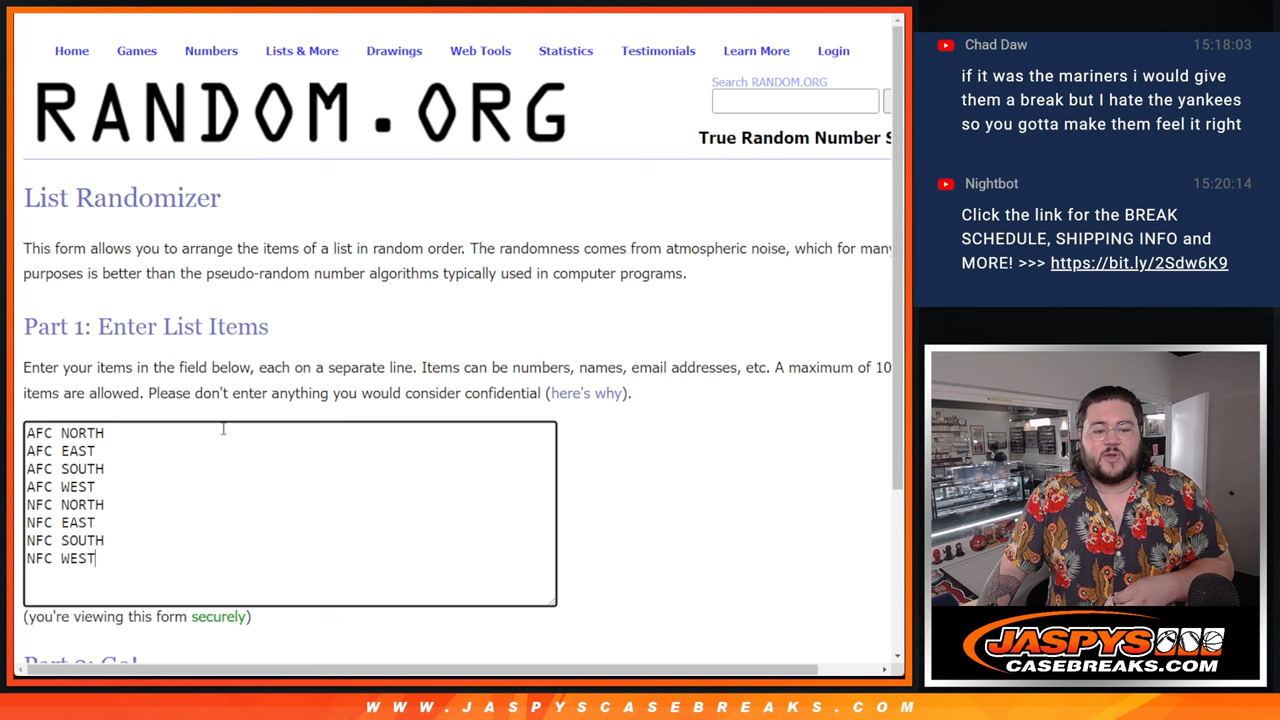 Home Games Numbers Lists & More Drawings Web Tools Statistics Testimonials Learn More Login
RANDOM.ORG
Search RANDOM.ORG
True Random Number S
List Randomizer
This form allows you to arrange the items of a list in random order. The randomness comes from atmospheric noise, which for many
purposes is better than the pseudo-random number algorithms typically used in computer programs.
Part 1: Enter List Items
Enter your items in the field below, each on a separate line. Items can be numbers, names, email addresses, etc. A maximum of 10
items are allowed. Please don't enter anything you would consider confidential (here's why).
AFC NORTH
AFC EAST
AFC SOUTH
AFC WEST
NFC NORTH
NFC EAST
NFC SOUTH
NFC WEST
(you're viewing this form securely)
Part 2: Go!
Chad Daw 15:18:03
if it was the mariners i would give
them a break but I hate the yankees
so you gotta make them feel it right
Nightbot 15:20:14
Click the link for the BREAK
SCHEDULE, SHIPPING INFO and
MORE! >>> https://bit.ly/2Sdw6K9
JASPYS
CASEBREAKS.COM
WWW.JASPYSCASEBREAKS.COM